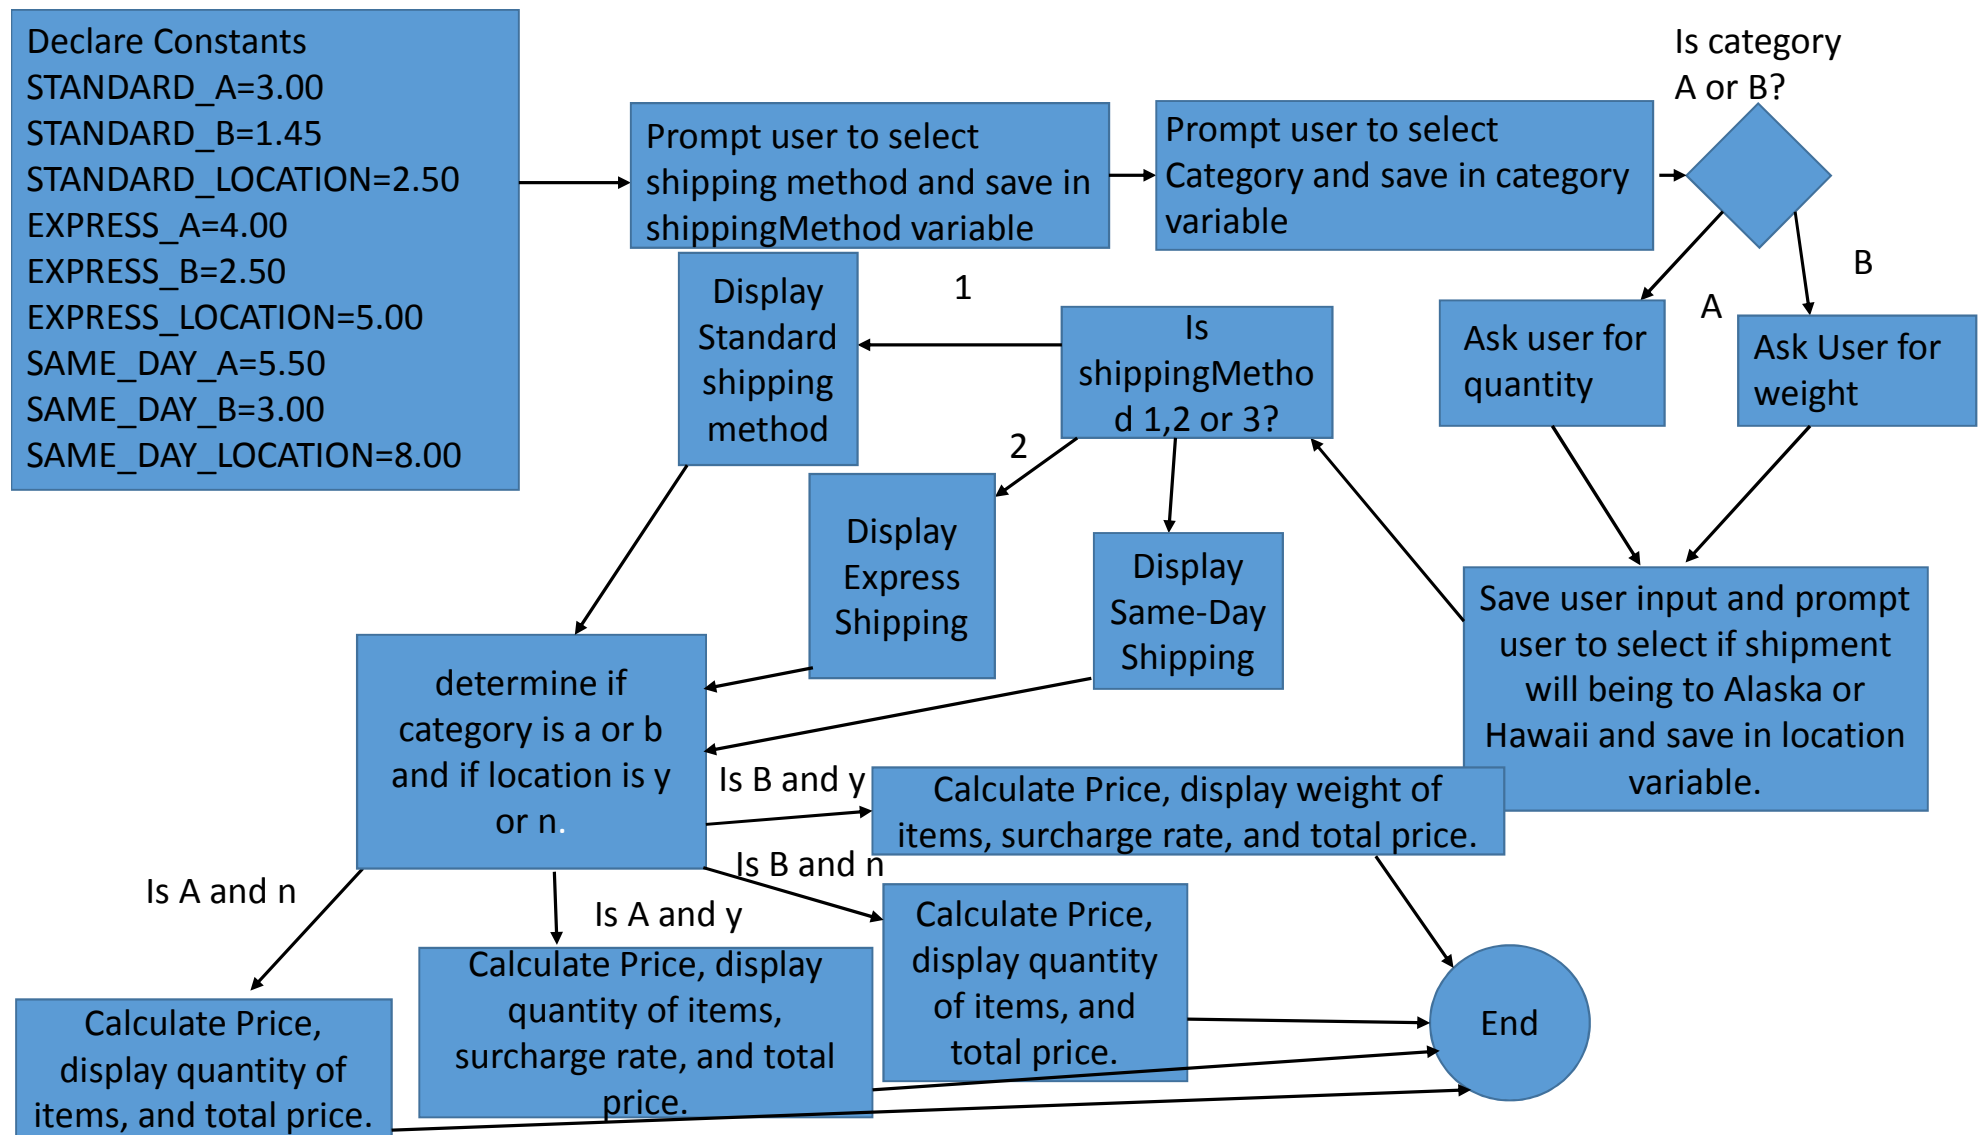 Declare Constants
STANDARD_A=3.00
STANDARD_B=1.45
STANDARD_LOCATION=2.50
EXPRESS_A=4.00
EXPRESS_B=2.50
EXPRESS_LOCATION=5.00
SAME_DAY_A=5.50
SAME_DAY_B=3.00
SAME_DAY_LOCATION=8.00
Prompt user to select
shipping method and save in
shippingMethod variable
Prompt user to select
Category and save in category
variable
Is category
A or B?
A
B
Ask user for
quantity
Ask User for
weight
Save user input and prompt
user to select if shipment
will being to Alaska or
Hawaii and save in location
variable.
Is
shippingMetho
d 1,2 or 3?
1
2
Display
Standard
shipping
method
Display
Express
Shipping
Display
Same-Day
Shipping
determine if
category is a or b
and if location is y
or n.
Is B and y
Calculate Price, display weight of
items, surcharge rate, and total price.
Is B and n
Calculate Price,
display quantity
of items, and
total price.
Is A and y
Calculate Price, display
quantity of items,
surcharge rate, and total
price.
Is A and n
Calculate Price,
display quantity of
items, and total price.
End